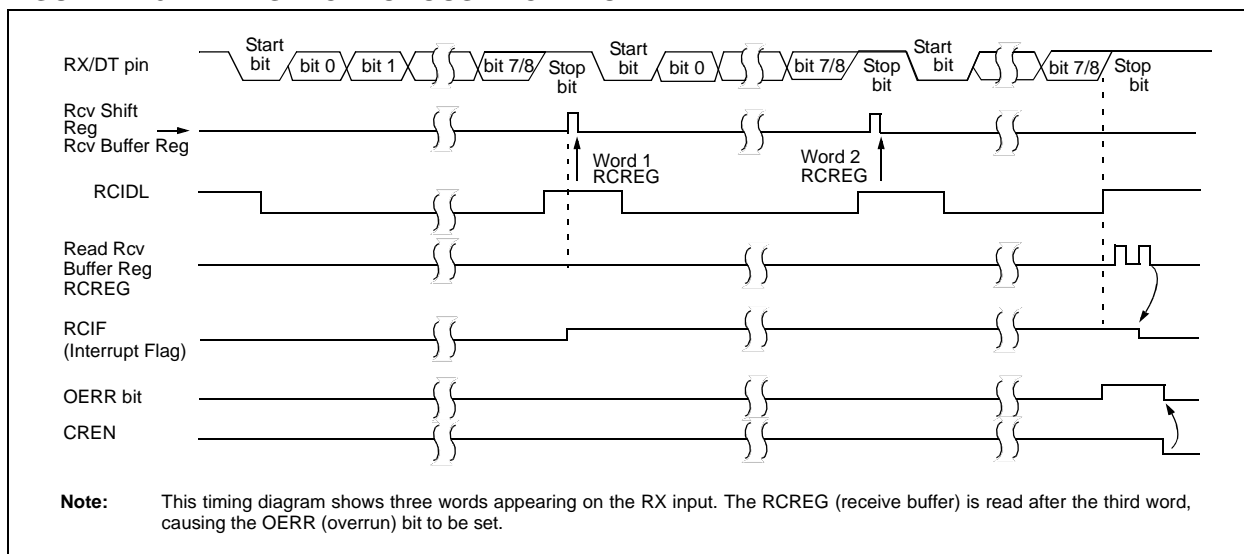 Start bit
bit 0
bit 1
bit 7/8
Stop bit
Start bit
bit 0
bit 7/8
Stop bit
Start bit
bit 7/8
Stop bit
RX/DT pin
Rcv Shift
Reg
Rcv Buffer Reg
Word 1
RCREG
Word 2
RCREG
RCIDL
Read Rcv
Buffer Reg
RCREG
RCIF
(Interrupt Flag)
OERR bit
CREN
Note: This timing diagram shows three words appearing on the RX input. The RCREG (receive buffer) is read after the third word,
causing the OERR (overrun) bit to be set.